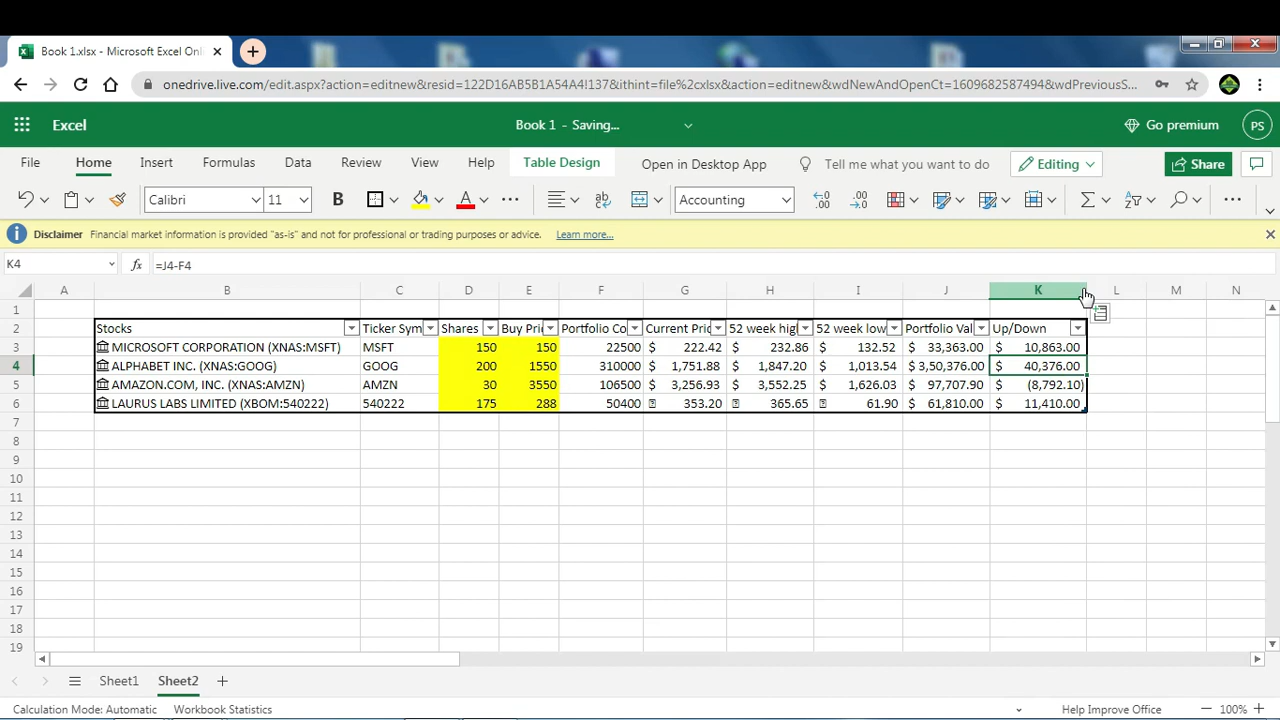 Book 1.xlsx - Microsoft Excel Onli
onedrive.live.com/edit.aspx?action=editnew&resid=122D16AB5B1A54A4!137&ithint=file%2cxlsx&action=editnew&wdNewAndOpenCt=1609682587494&wdPreviousS...
Excel Book 1 - Saving... Go premium PS
File Home Insert Formulas Data Review View Help Table Design Open in Desktop App Tell me what you want to do Editing Share
Calibri 11 B A ab Accounting
Disclaimer Financial market information is provided "as-is" and not for professional or trading purposes or advice. Learn more...
K4 fx =J4-F4
A B C D E F G H I J K L M N
1
2 Stocks Ticker Sym Shares Buy Pric Portfolio Co Current Pric 52 week hig 52 week low Portfolio Val Up/Down
3 MICROSOFT CORPORATION (XNAS:MSFT) MSFT 150 150 22500 $ 222.42 $ 232.86 $ 132.52 $ 33,363.00 $ 10,863.00
4 ALPHABET INC. (XNAS:GOOG) GOOG 200 1550 310000 $ 1,751.88 $ 1,847.20 $ 1,013.54 $ 3,50,376.00 $ 40,376.00
5 AMAZON.COM, INC. (XNAS:AMZN) AMZN 30 3550 106500 $ 3,256.93 $ 3,552.25 $ 1,626.03 $ 97,707.90 $ (8,792.10)
6 LAURUS LABS LIMITED (XBOM:540222) 540222 175 288 50400 353.20 365.65 61.90 $ 61,810.00 $ 11,410.00
7
8
9
10
11
12
13
14
15
16
17
18
19
Sheet1 Sheet2
Calculation Mode: Automatic Workbook Statistics Help Improve Office 100%